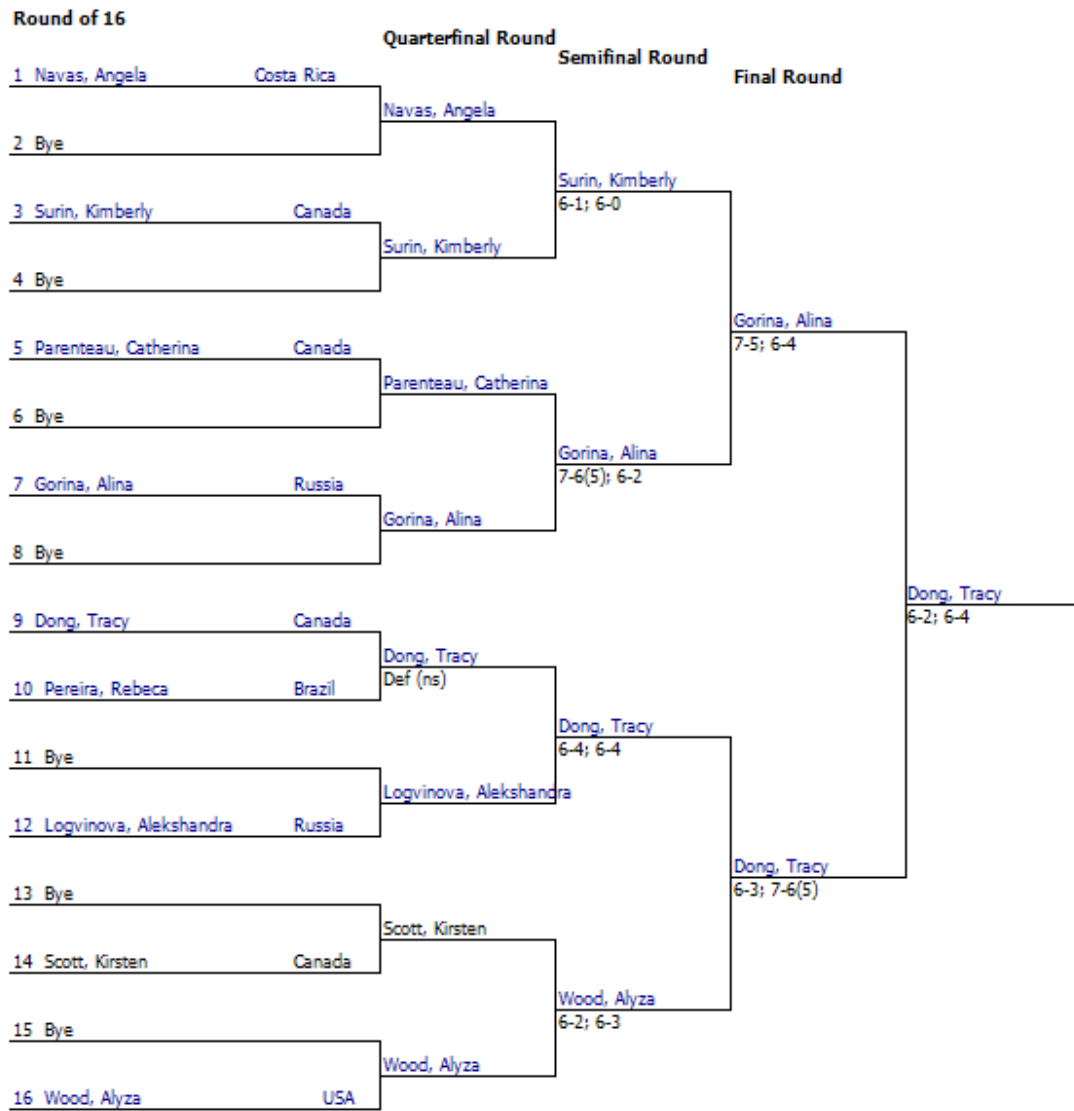 Round of 16
Quarterfinal Round
Semifinal Round
Final Round
1 Navas, Angela Costa Rica
Navas, Angela
2 Bye
Surin, Kimberly
6-1; 6-0
3 Surin, Kimberly Canada
Surin, Kimberly
4 Bye
Gorina, Alina
7-5; 6-4
5 Parenteau, Catherina Canada
Parenteau, Catherina
6 Bye
Gorina, Alina
7-6(5); 6-2
7 Gorina, Alina Russia
Gorina, Alina
8 Bye
Dong, Tracy
6-2; 6-4
9 Dong, Tracy Canada
Dong, Tracy
Def (ns)
10 Pereira, Rebeca Brazil
Dong, Tracy
6-4; 6-4
11 Bye
Logvinova, Alekshandra
12 Logvinova, Alekshandra Russia
Dong, Tracy
6-3; 7-6(5)
13 Bye
Scott, Kirsten
14 Scott, Kirsten Canada
Wood, Alyza
6-2; 6-3
15 Bye
Wood, Alyza
16 Wood, Alyza USA